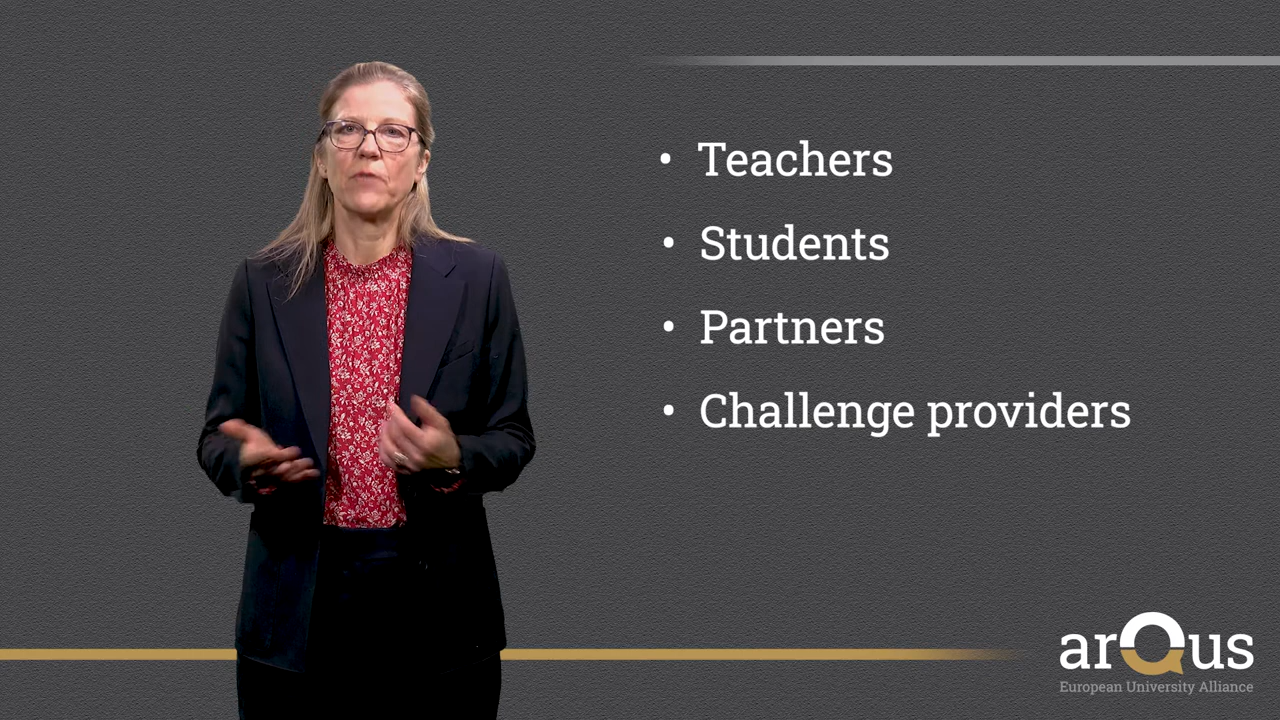 • Teachers
• Students
• Partners
• Challenge providers
arQus
European University Alliance